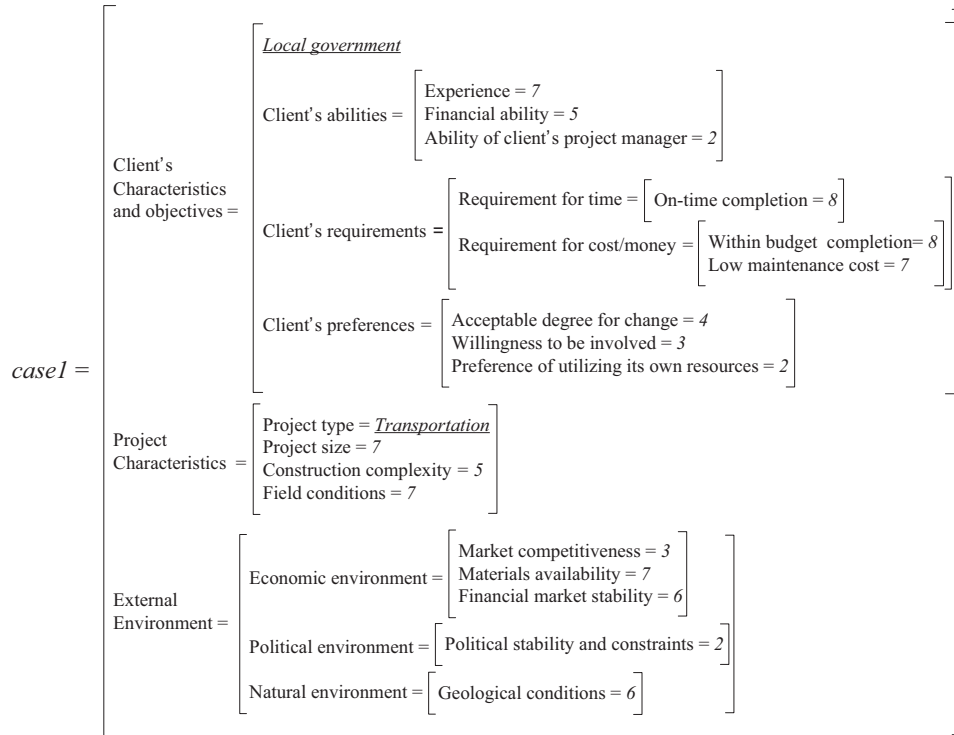 case1 =
Client's
Characteristics
and objectives =
Local government
Client's abilities =
Experience = 7
Financial ability = 5
Ability of client's project manager = 2
Client's requirements =
Requirement for time =
On-time completion = 8
Requirement for cost/money =
Within budget completion= 8
Low maintenance cost = 7
Client's preferences =
Acceptable degree for change = 4
Willingness to be involved = 3
Preference of utilizing its own resources = 2
Project
Characteristics =
Project type = Transportation
Project size = 7
Construction complexity = 5
Field conditions = 7
External
Environment =
Economic environment =
Market competitiveness = 3
Materials availability = 7
Financial market stability = 6
Political environment =
Political stability and constraints = 2
Natural environment =
Geological conditions = 6